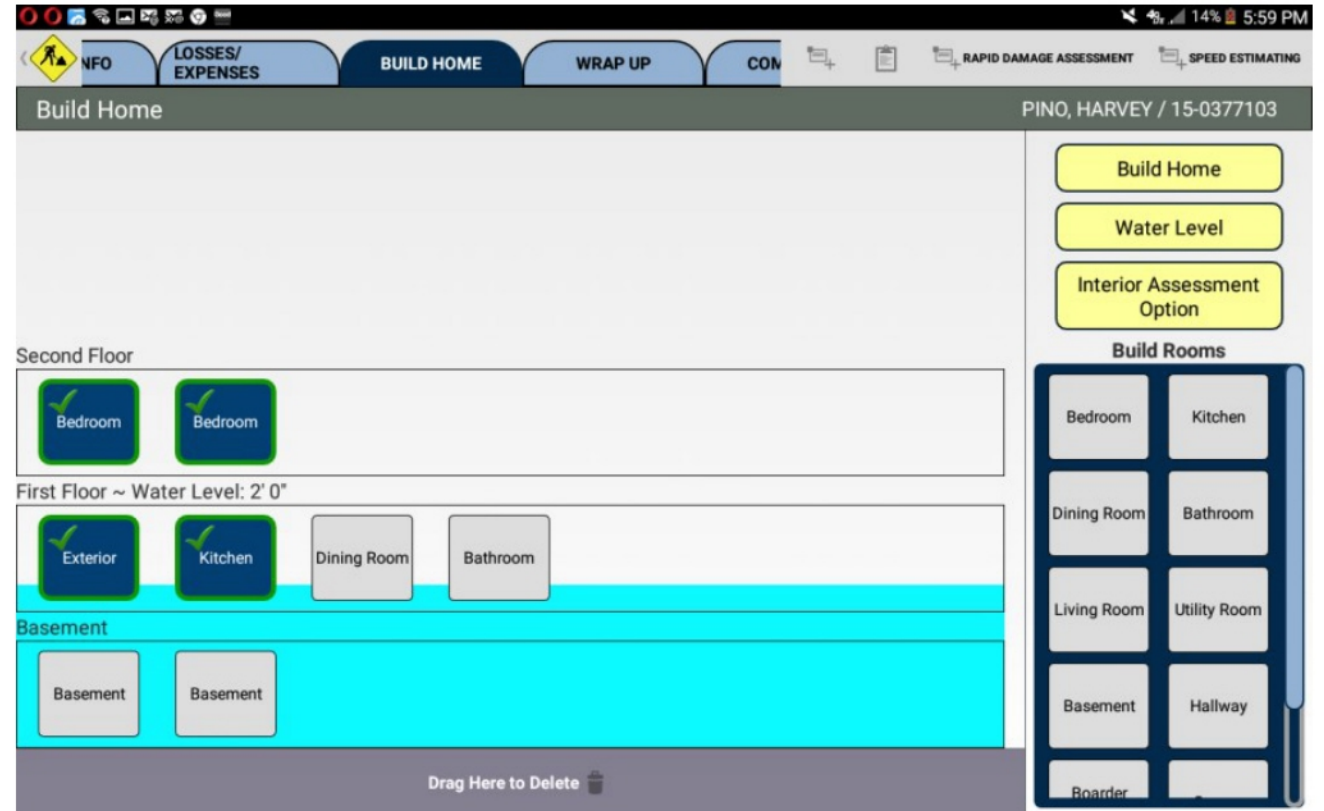 14% 5:59 PM
NFO
LOSSES/
EXPENSES
BUILD HOME
WRAP UP
COM
RAPID DAMAGE ASSESSMENT
SPEED ESTIMATING
Build Home
PINO, HARVEY / 15-0377103
Build Home
Water Level
Interior Assessment
Option
Build Rooms
Second Floor
Bedroom Bedroom
First Floor ~ Water Level: 2' 0"
Exterior Kitchen Dining Room Bathroom
Basement
Basement Basement
Drag Here to Delete
Bedroom Kitchen
Dining Room Bathroom
Living Room Utility Room
Basement Hallway
Boarder